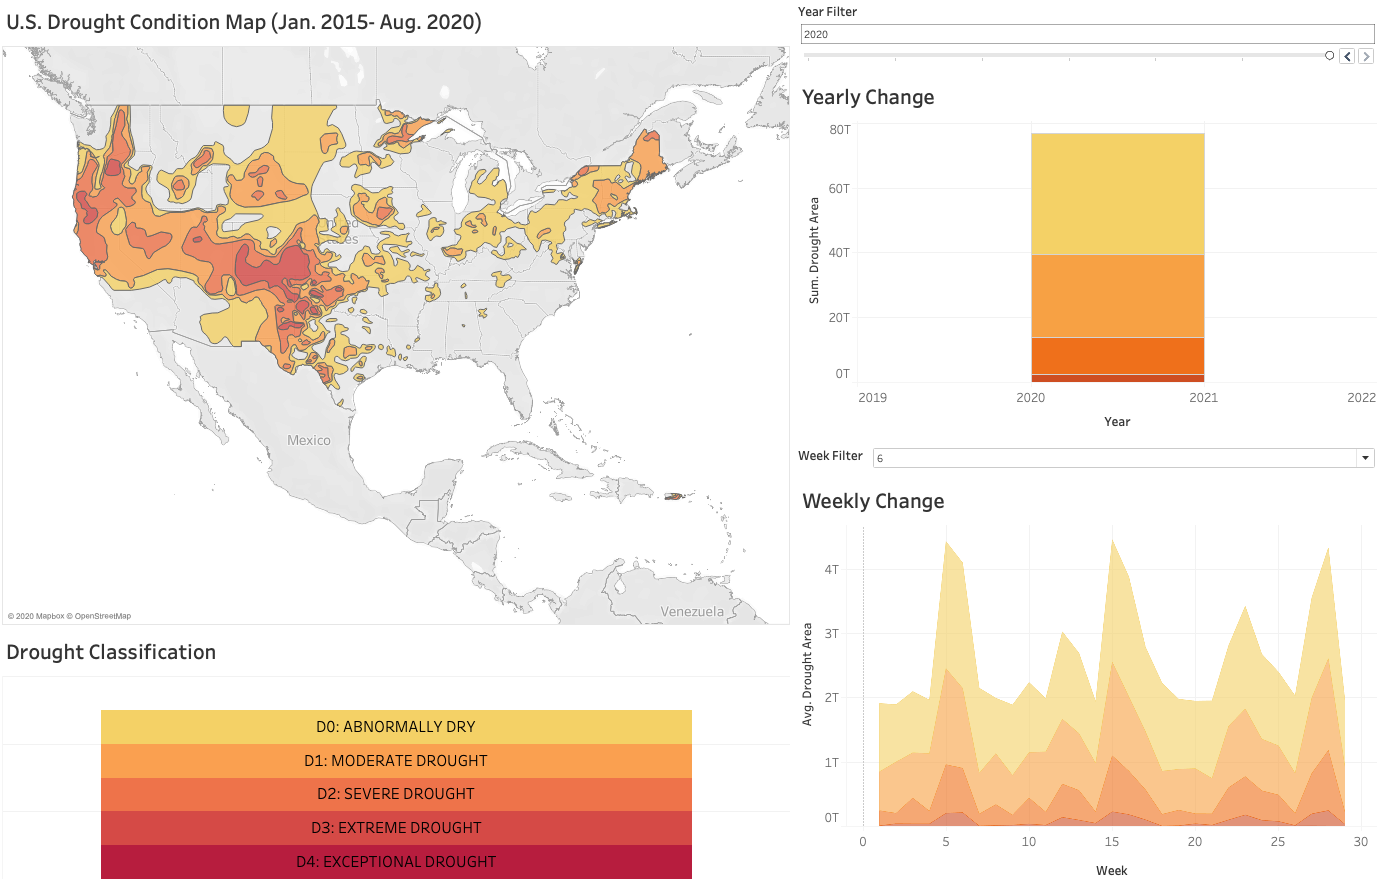 U.S. Drought Condition Map (Jan. 2015- Aug. 2020)
Mexico
Venezuela
© 2020 Mapbox © OpenStreetMap
Drought Classification
D0: ABNORMALLY DRY
D1: MODERATE DROUGHT
D2: SEVERE DROUGHT
D3: EXTREME DROUGHT
D4: EXCEPTIONAL DROUGHT
Year Filter
2020
Yearly Change
80T
60T
40T
20T
0T
Sum. Drought Area
2019 2020 2021 2022
Year
Week Filter
6
Weekly Change
4T
3T
2T
1T
0T
Avg. Drought Area
0 5 10 15 20 25 30
Week